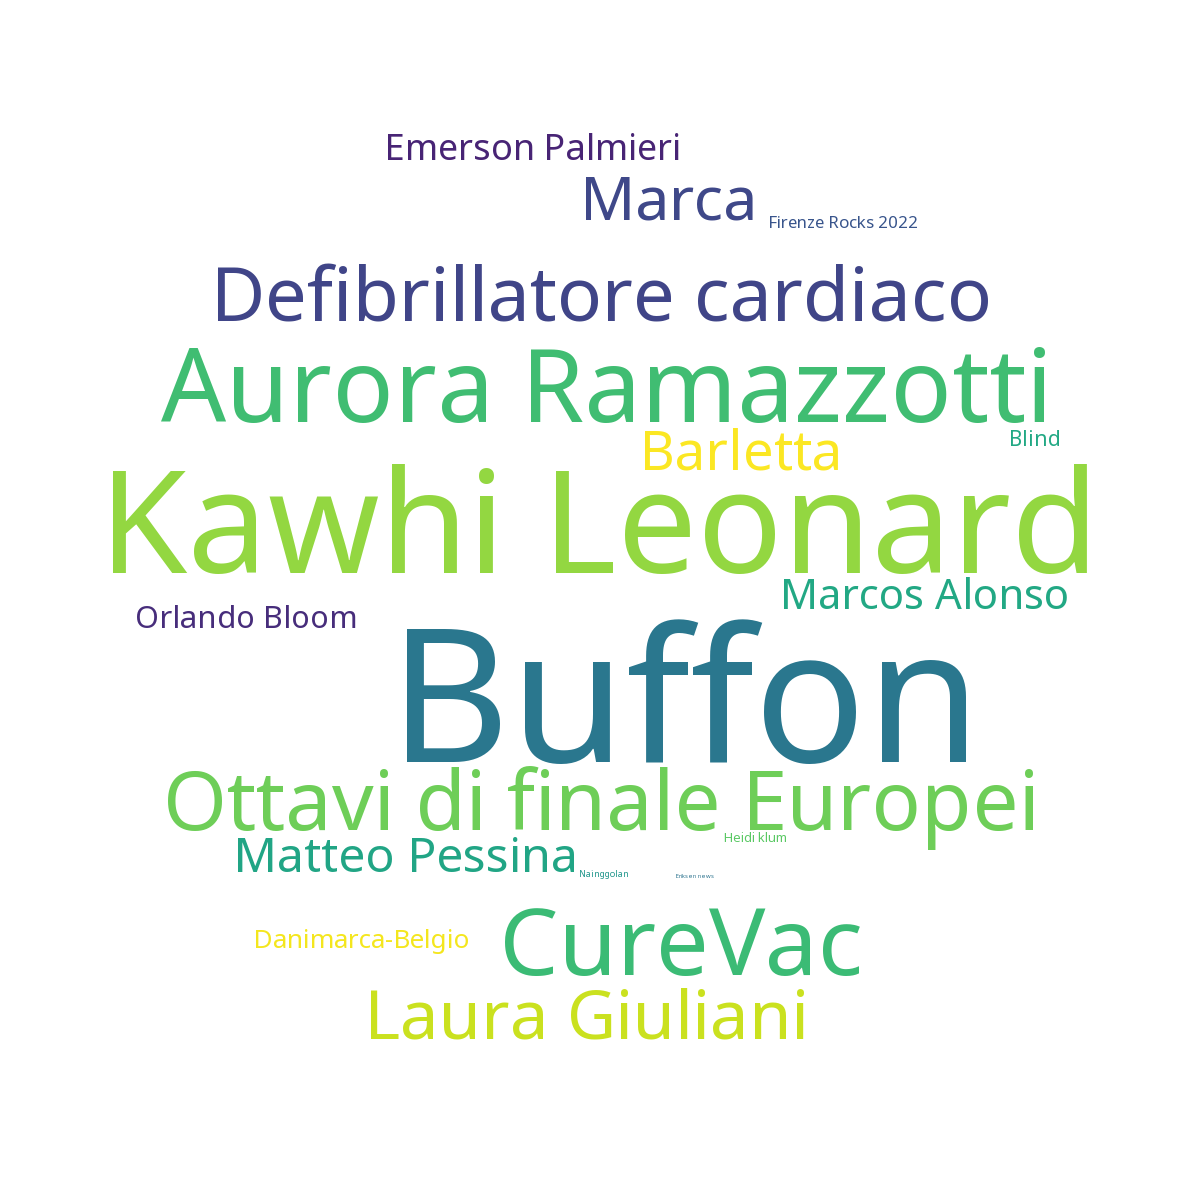 Emerson Palmieri
Marca
Firenze Rocks 2022
Defibrillatore cardiaco
Aurora Ramazzotti
Barletta
Blind
Kawhi Leonard
Marcos Alonso
Orlando Bloom
Buffon
Ottavi di finale Europei
Heidi klum
Matteo Pessina
Nainggolan
Eriksen news
CureVac
Danimarca-Belgio
Laura Giuliani